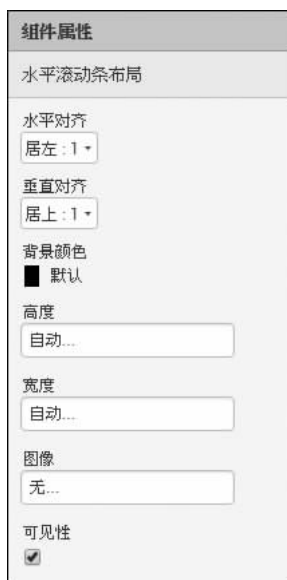 组件属性
水平滚动条布局
水平对齐
居左 : 1
垂直对齐
居上 : 1
背景颜色
默认
高度
自动...
宽度
自动...
图像
无...
可见性